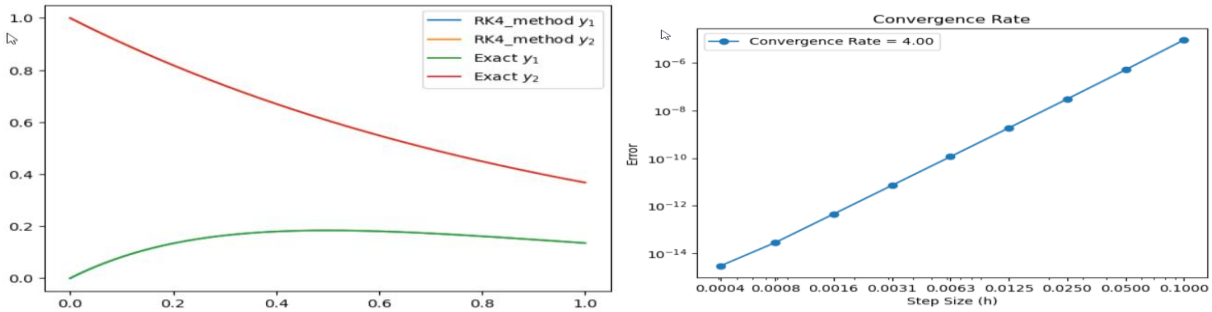 1.0
0.8
0.6
0.4
0.2
0.0
0.0 0.2 0.4 0.6 0.8 1.0
RK4_method y₁
RK4_method y₂
Exact y₁
Exact y₂
Convergence Rate
Convergence Rate = 4.00
Error
10⁻⁶
10⁻⁸
10⁻¹⁰
10⁻¹²
10⁻¹⁴
0.0004 0.0008 0.0016 0.0031 0.0063 0.0125 0.0250 0.0500 0.1000
Step Size (h)